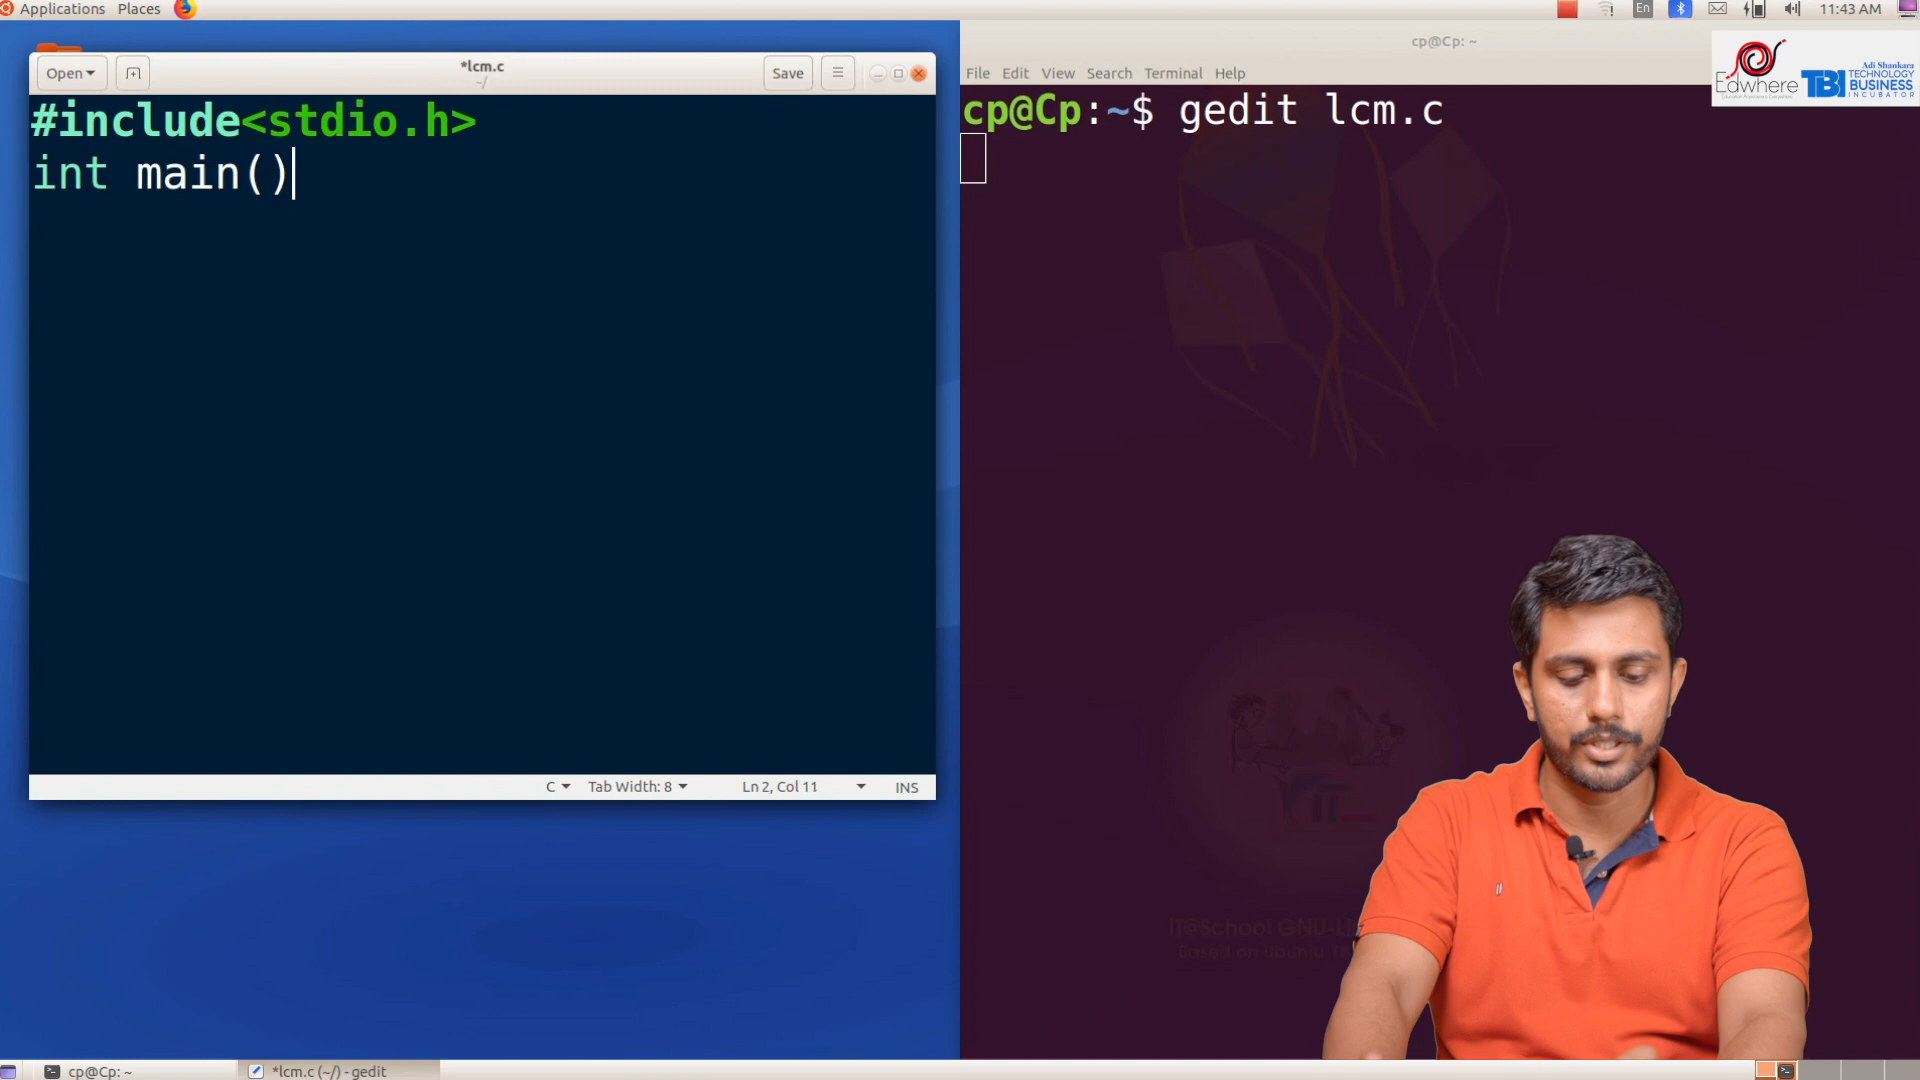 Applications Places
En
11:43 AM
Open
*lcm.c
~/
Save
#include<stdio.h>
int main()
C
Tab Width: 8
Ln 2, Col 11
INS
cp@Cp: ~
File Edit View Search Terminal Help
cp@Cp:~$ gedit lcm.c
Edwhere
Adi Shankara
TBI TECHNOLOGY
BUSINESS
INCUBATOR
cp@Cp: ~
*lcm.c (~/) - gedit